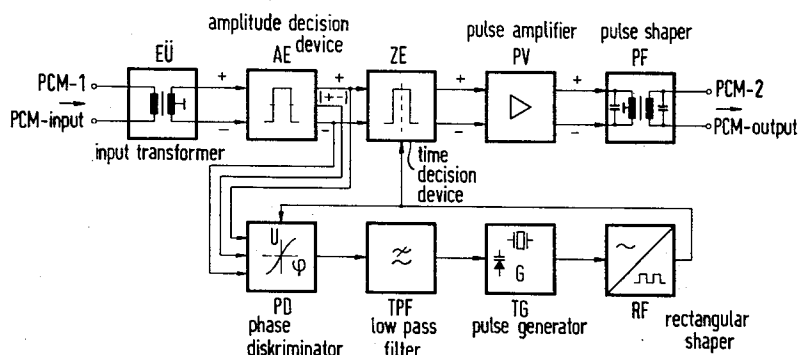 EÜ
amplitude decision
device
AE
ZE
pulse amplifier
PV
pulse shaper
PF
PCM-1
PCM-input
+
−
+
|+−|
−
+
−
+
−
PCM-2
PCM-output
input transformer
time
decision
device
U
φ
G
~
PD
phase
diskriminator
TPF
low pass
filter
TG
pulse generator
RF
rectangular
shaper